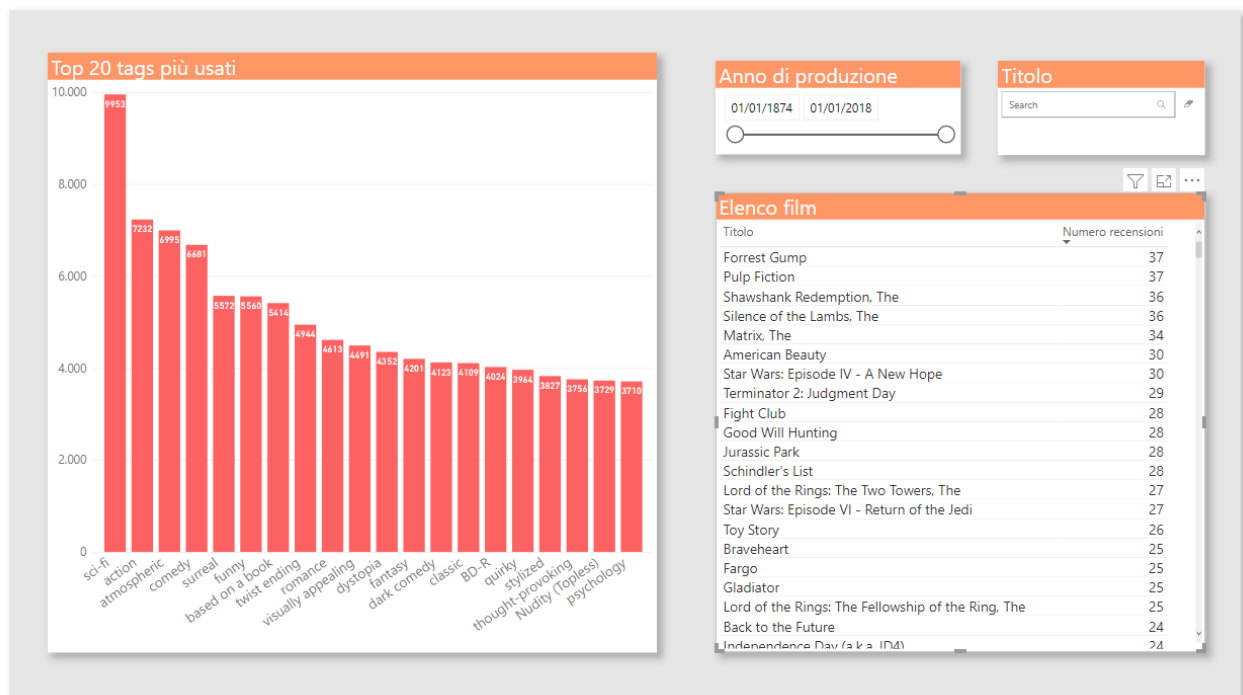 Top 20 tags più usati
10.000
8.000
6.000
4.000
2.000
0
9953
7232
6995
6681
5572
5560
5414
4944
4613
4491
4352
4201
4123
4109
4024
3964
3827
3756
3729
3710
sci-fi
action
atmospheric
comedy
surreal
funny
based on a book
twist ending
romance
visually appealing
dystopia
fantasy
dark comedy
classic
BD-R
quirky
stylized
thought-provoking
Nudity (Topless)
psychology
Anno di produzione
01/01/1874 01/01/2018
Titolo
Search
Elenco film
Titolo Numero recensioni
Forrest Gump 37
Pulp Fiction 37
Shawshank Redemption, The 36
Silence of the Lambs, The 36
Matrix, The 34
American Beauty 30
Star Wars: Episode IV - A New Hope 30
Terminator 2: Judgment Day 29
Fight Club 28
Good Will Hunting 28
Jurassic Park 28
Schindler's List 28
Lord of the Rings: The Two Towers, The 27
Star Wars: Episode VI - Return of the Jedi 27
Toy Story 26
Braveheart 25
Fargo 25
Gladiator 25
Lord of the Rings: The Fellowship of the Ring, The 25
Back to the Future 24
Independence Day (a.k.a. ID4) 24